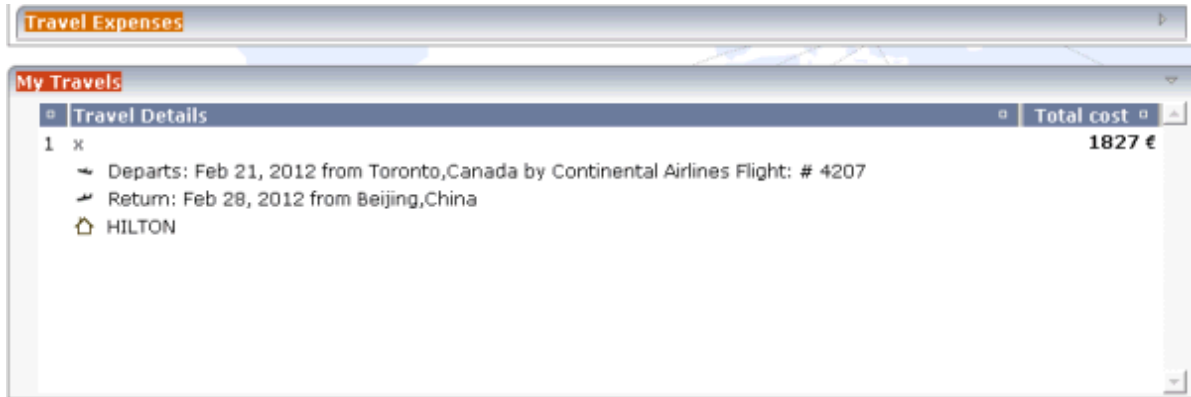 Travel Expenses
My Travels
Travel Details Total cost
1 x 1827 €
Departs: Feb 21, 2012 from Toronto,Canada by Continental Airlines Flight: # 4207
Return: Feb 28, 2012 from Beijing,China
HILTON